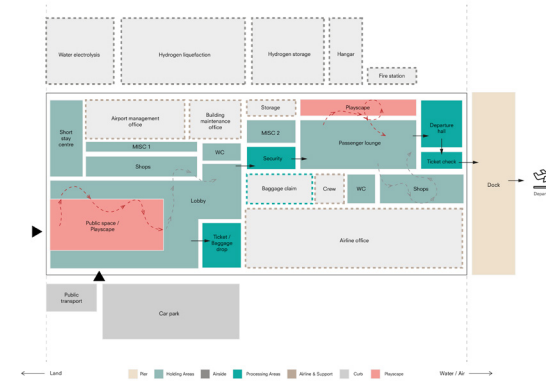 Water electrolysis
Hydrogen liquefaction
Hydrogen storage
Hangar
Fire station
Short
stay
centre
Airport management
office
Building
maintenance
office
Storage
Playscape
MISC 1
MISC 2
WC
Shops
Security
Passenger lounge
Departure
hall
Ticket check
Lobby
Baggage claim
Crew
WC
Shops
Dock
Public space /
Playscape
Ticket /
Baggage
stop
Airline office
Public
transport
Car park
Land
Pier
Holding Areas
Airside
Processing Areas
Airline & Support
Curb
Playscape
Water / Air